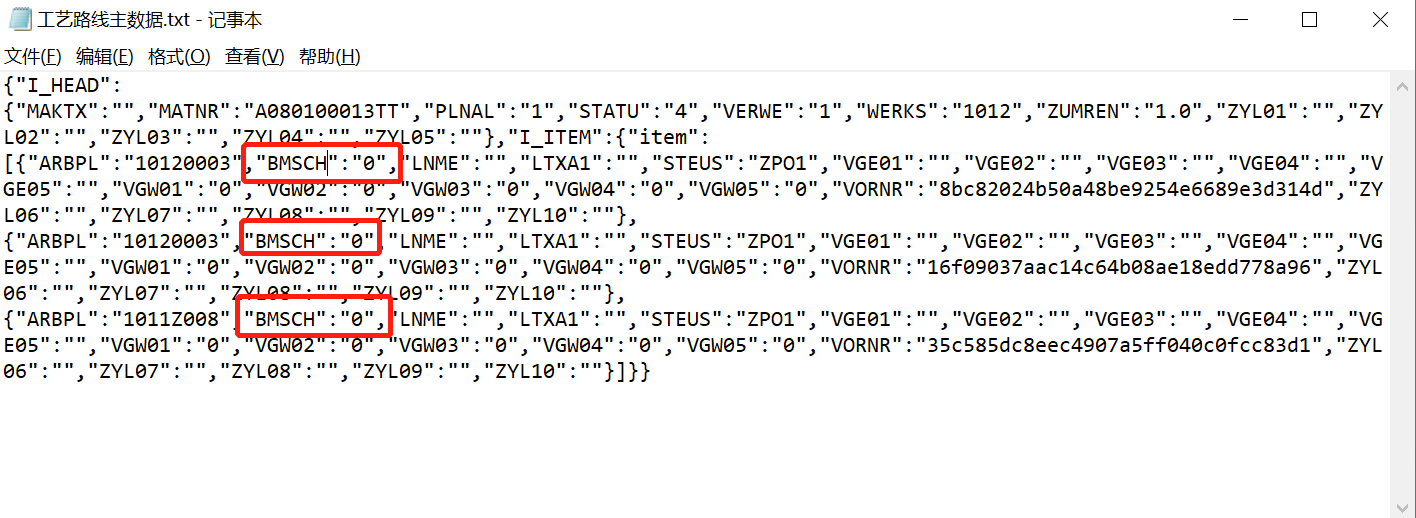 工艺路线主数据.txt - 记事本
文件(F) 编辑(E) 格式(O) 查看(V) 帮助(H)
{"I_HEAD":
{"MAKTX":"","MATNR":"A080100013TT","PLNAL":"1","STATU":"4","VERWE":"1","WERKS":"1012","ZUMREN":"1.0","ZYL01":"","ZY
L02":"","ZYL03":"","ZYL04":"","ZYL05":""},"I_ITEM":{"item":
[{"ARBPL":"10120003","BMSCH":"0","LNME":"","LTXA1":"","STEUS":"ZPO1","VGE01":"","VGE02":"","VGE03":"","VGE04":"","V
GE05":"","VGW01":"0","VGW02":"0","VGW03":"0","VGW04":"0","VGW05":"0","VORNR":"8bc82024b50a48be9254e6689e3d314d","ZY
L06":"","ZYL07":"","ZYL08":"","ZYL09":"","ZYL10":""},
{"ARBPL":"10120003","BMSCH":"0","LNME":"","LTXA1":"","STEUS":"ZPO1","VGE01":"","VGE02":"","VGE03":"","VGE04":"","VG
E05":"","VGW01":"0","VGW02":"0","VGW03":"0","VGW04":"0","VGW05":"0","VORNR":"16f09037aac14c64b08ae18edd778a96","ZYL
06":"","ZYL07":"","ZYL08":"","ZYL09":"","ZYL10":""},
{"ARBPL":"1011Z008","BMSCH":"0","LNME":"","LTXA1":"","STEUS":"ZPO1","VGE01":"","VGE02":"","VGE03":"","VGE04":"","VG
E05":"","VGW01":"0","VGW02":"0","VGW03":"0","VGW04":"0","VGW05":"0","VORNR":"35c585dc8eec4907a5ff040c0fcc83d1","ZYL
06":"","ZYL07":"","ZYL08":"","ZYL09":"","ZYL10":""}]}}